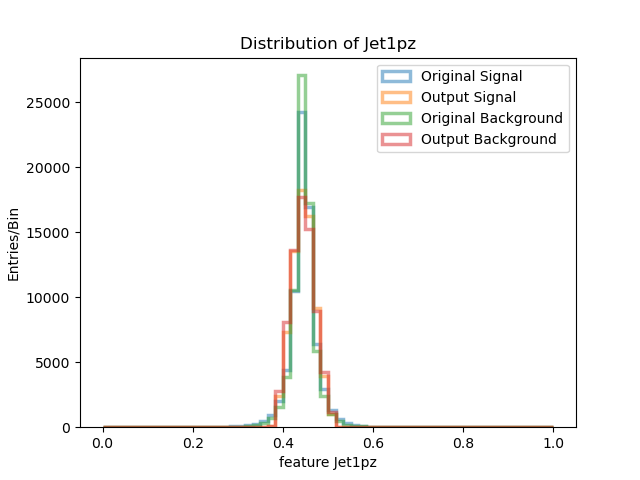 Distribution of Jet1pz
Original Signal
Output Signal
Original Background
Output Background
Entries/Bin
25000
20000
15000
10000
5000
0
0.0 0.2 0.4 0.6 0.8 1.0
feature Jet1pz